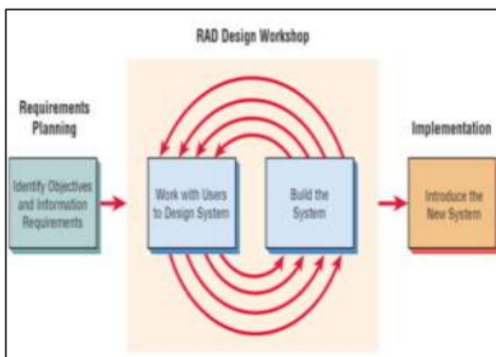 RAD Design Workshop
Requirements
Planning
Implementation
Identify Objectives
and Information
Requirements
Work with Users
to Design System
Build the
System
Introduce the
New System